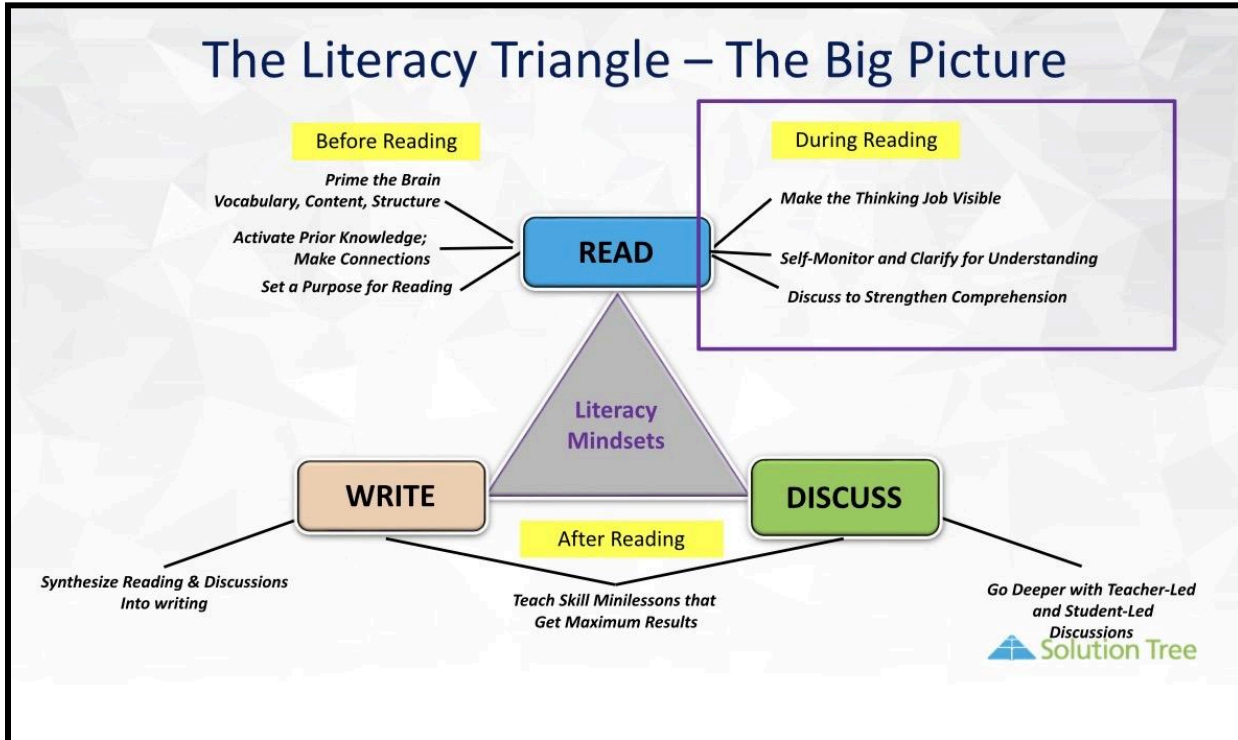 The Literacy Triangle – The Big Picture
Before Reading
Prime the Brain
Vocabulary, Content, Structure
Activate Prior Knowledge;
Make Connections
Set a Purpose for Reading
READ
During Reading
Make the Thinking Job Visible
Self-Monitor and Clarify for Understanding
Discuss to Strengthen Comprehension
Literacy
Mindsets
WRITE
DISCUSS
After Reading
Synthesize Reading & Discussions
Into writing
Teach Skill Minilessons that
Get Maximum Results
Go Deeper with Teacher-Led
and Student-Led
Discussions
Solution Tree